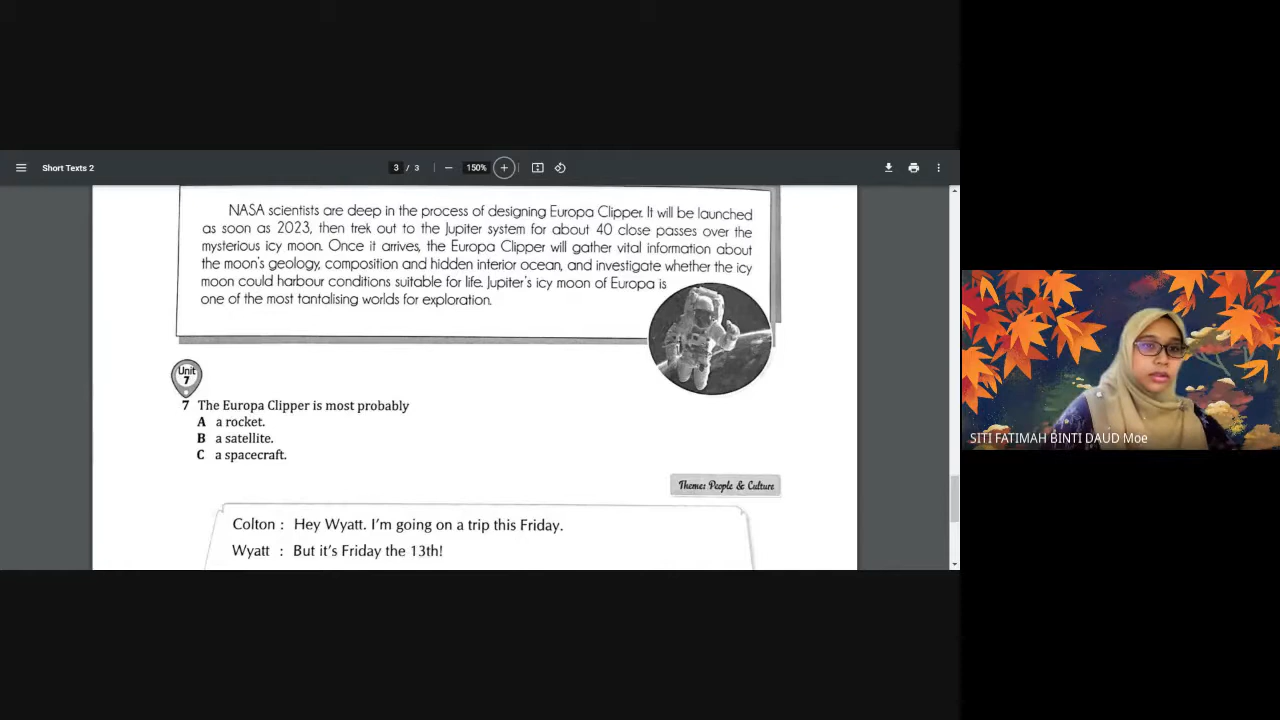 Short Texts 2
3 / 3
150%
NASA scientists are deep in the process of designing Europa Clipper. It will be launched
as soon as 2023, then trek out to the Jupiter system for about 40 close passes over the
mysterious icy moon. Once it arrives, the Europa Clipper will gather vital information about
the moon's geology, composition and hidden interior ocean, and investigate whether the icy
moon could harbour conditions suitable for life. Jupiter's icy moon of Europa is
one of the most tantalising worlds for exploration.
Unit
7
7 The Europa Clipper is most probably
A a rocket.
B a satellite.
C a spacecraft.
Theme: People & Culture
Colton : Hey Wyatt. I'm going on a trip this Friday.
Wyatt : But it's Friday the 13th!
SITI FATIMAH BINTI DAUD Moe